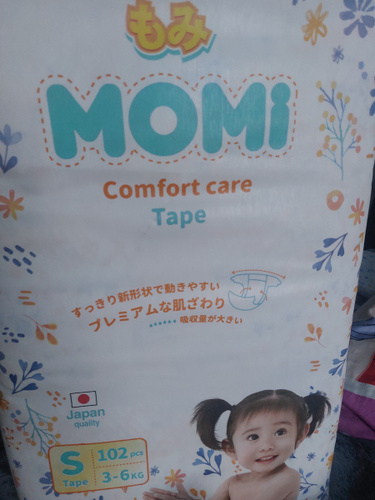 もみ
MOMi
Comfort care
Tape
すっきり新形状で動きやすい
プレミアムな肌ざわり
吸収量が大きい
Japan
quality
S
Tape
102 pcs
3-6KG